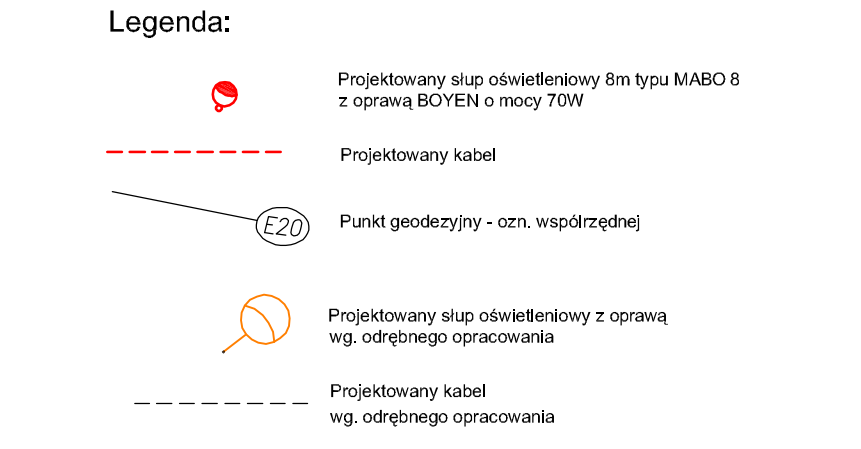 Legenda:
Projektowany słup oświetleniowy 8m typu MABO 8
z oprawą BOYEN o mocy 70W
Projektowany kabel
E20
Punkt geodezyjny - ozn. wspólrzędnej
Projektowany słup oświetleniowy z oprawą
wg. odrębnego opracowania
Projektowany kabel
wg. odrębnego opracowania